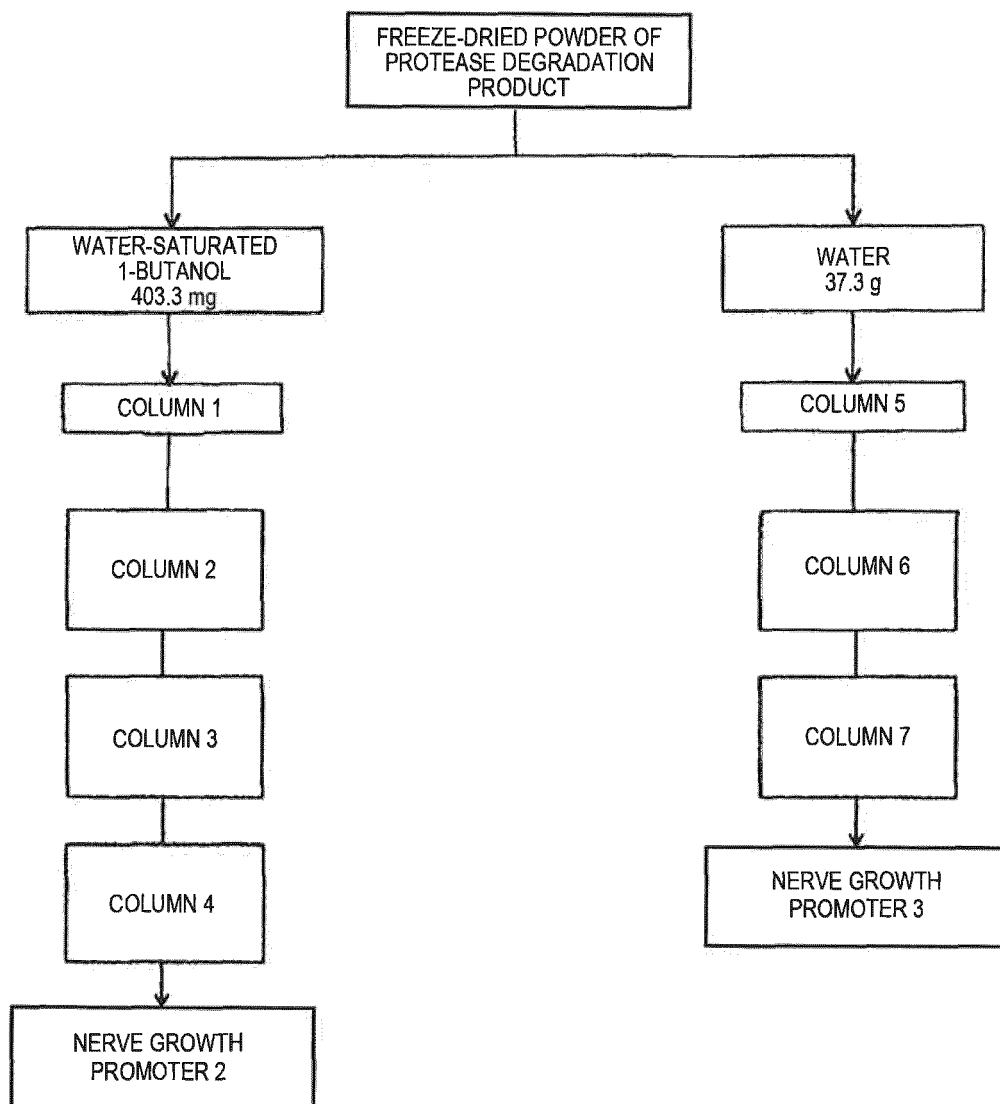 FREEZE-DRIED POWDER OF
PROTEASE DEGRADATION
PRODUCT
WATER-SATURATED
1-BUTANOL
403.3 mg
WATER
37.3 g
COLUMN 1
COLUMN 5
COLUMN 2
COLUMN 6
COLUMN 3
COLUMN 7
COLUMN 4
NERVE GROWTH
PROMOTER 3
NERVE GROWTH
PROMOTER 2